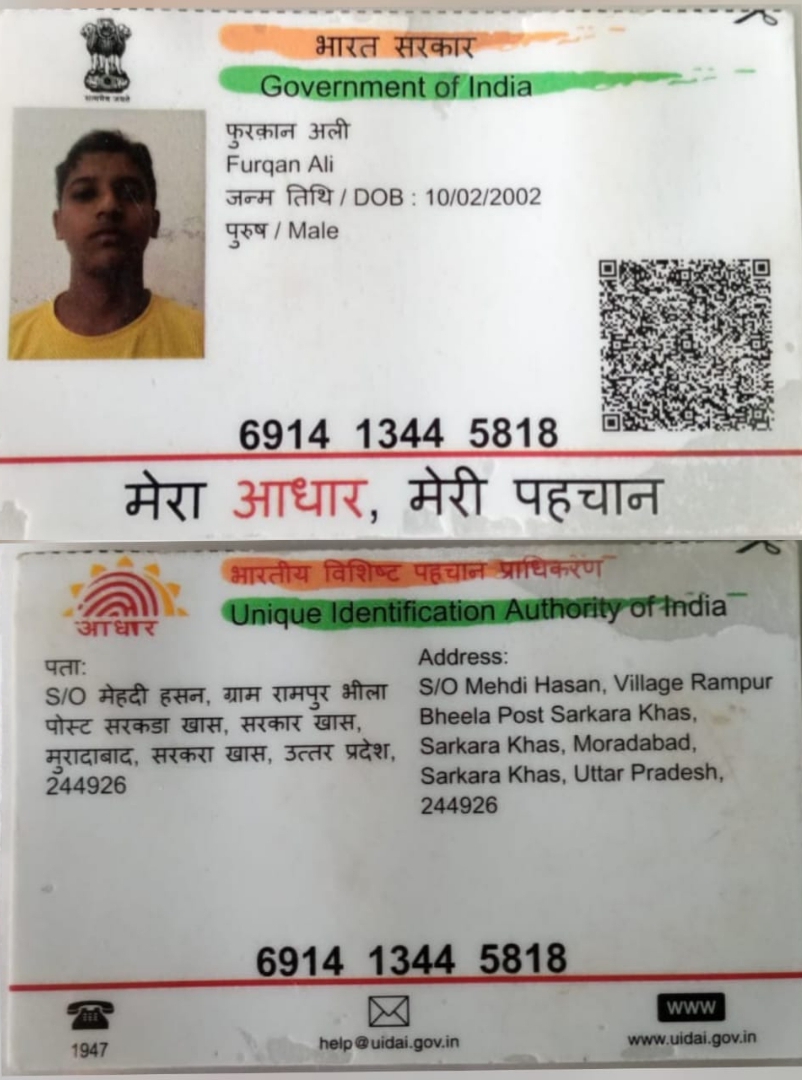 सत्यमेव जयते
भारत सरकार
Government of India
फुरक़ान अली
Furqan Ali
जन्म तिथि / DOB : 10/02/2002
पुरुष / Male
6914 1344 5818
मेरा आधार, मेरी पहचान
भारतीय विशिष्ट पहचान प्राधिकरण
Unique Identification Authority of India
आधार
पता:
S/O मेहदी हसन, ग्राम रामपुर भीला
पोस्ट सरकडा खास, सरकार खास,
मुरादाबाद, सरकरा खास, उत्तर प्रदेश,
244926
Address:
S/O Mehdi Hasan, Village Rampur
Bheela Post Sarkara Khas,
Sarkara Khas, Moradabad,
Sarkara Khas, Uttar Pradesh,
244926
6914 1344 5818
1947
help@uidai.gov.in
www
www.uidai.gov.in